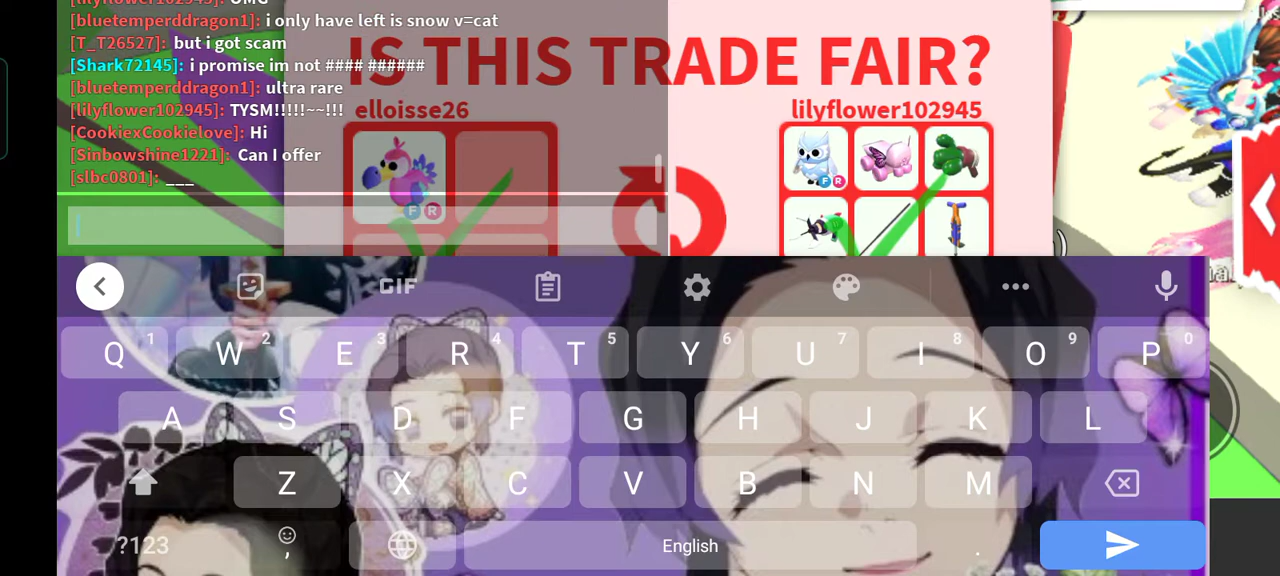 [lilyflower102945]: OMG
[bluetemperddragon1]: i only have left is snow v=cat
[T_T26527]: but i got scam
[Shark72145]: i promise im not #### ######
[bluetemperddragon1]: ultra rare
[lilyflower102945]: TYSM!!!!!~~!!!
[CookiexCookielove]: Hi
[Sinbowshine1221]: Can I offer
[slbc0801]: ___
IS THIS TRADE FAIR?
elloisse26
lilyflower102945
F R
F R
GIF
Q 1 W 2 E 3 R 4 T 5 Y 6 U 7 I 8 O 9 P 0
A S D F G H J K L
Z X C V B N M
?123 , English .